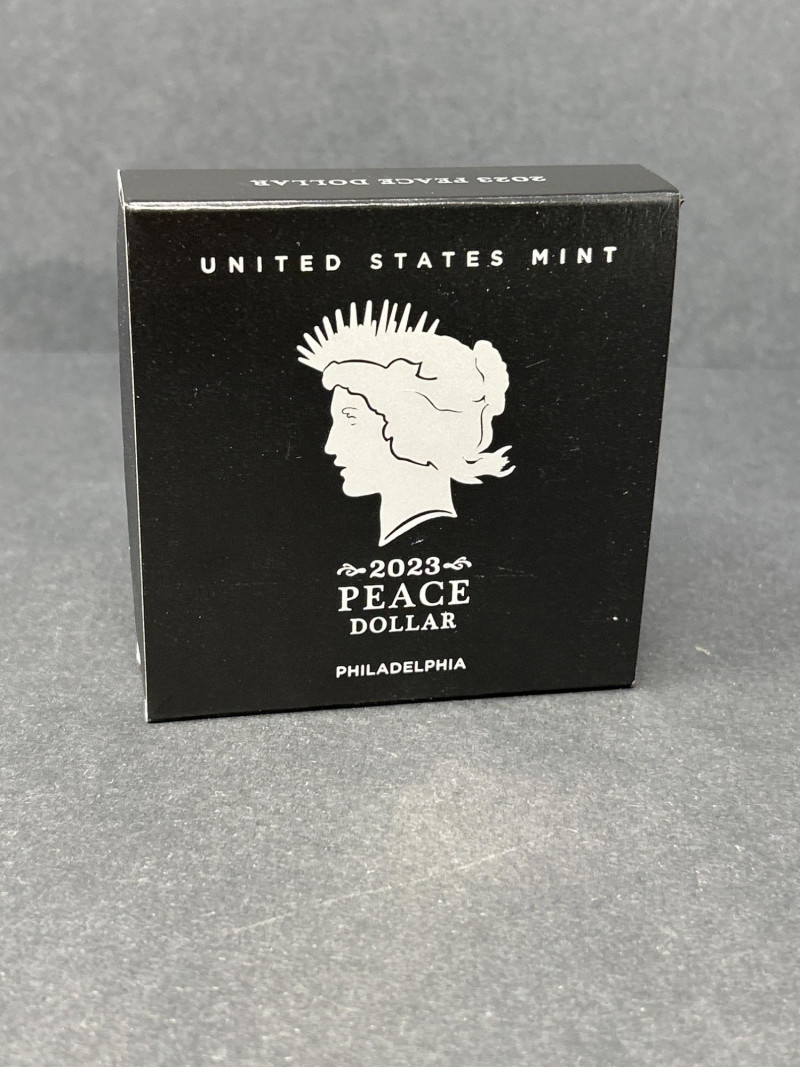 2023 PEACE DOLLAR
UNITED STATES MINT
2023
PEACE
DOLLAR
PHILADELPHIA